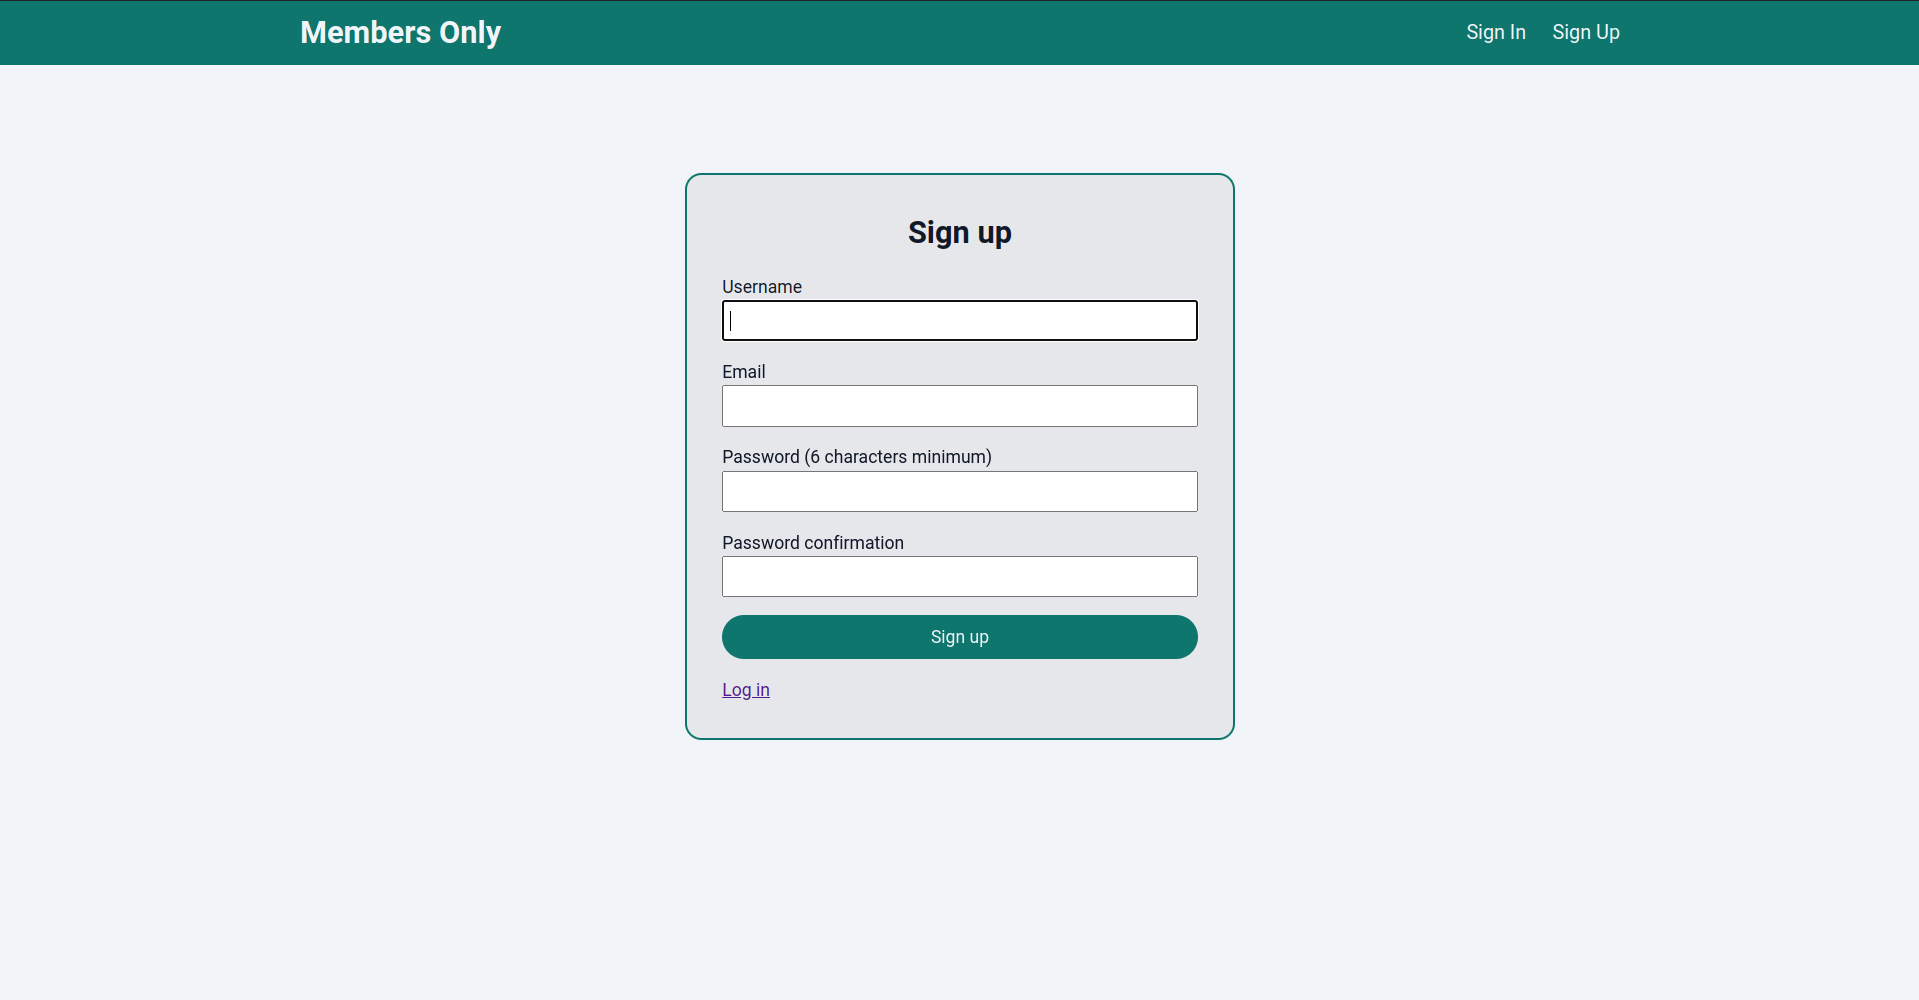 Members Only
Sign In
Sign Up
Sign up
Username
Email
Password (6 characters minimum)
Password confirmation
Sign up
Log in